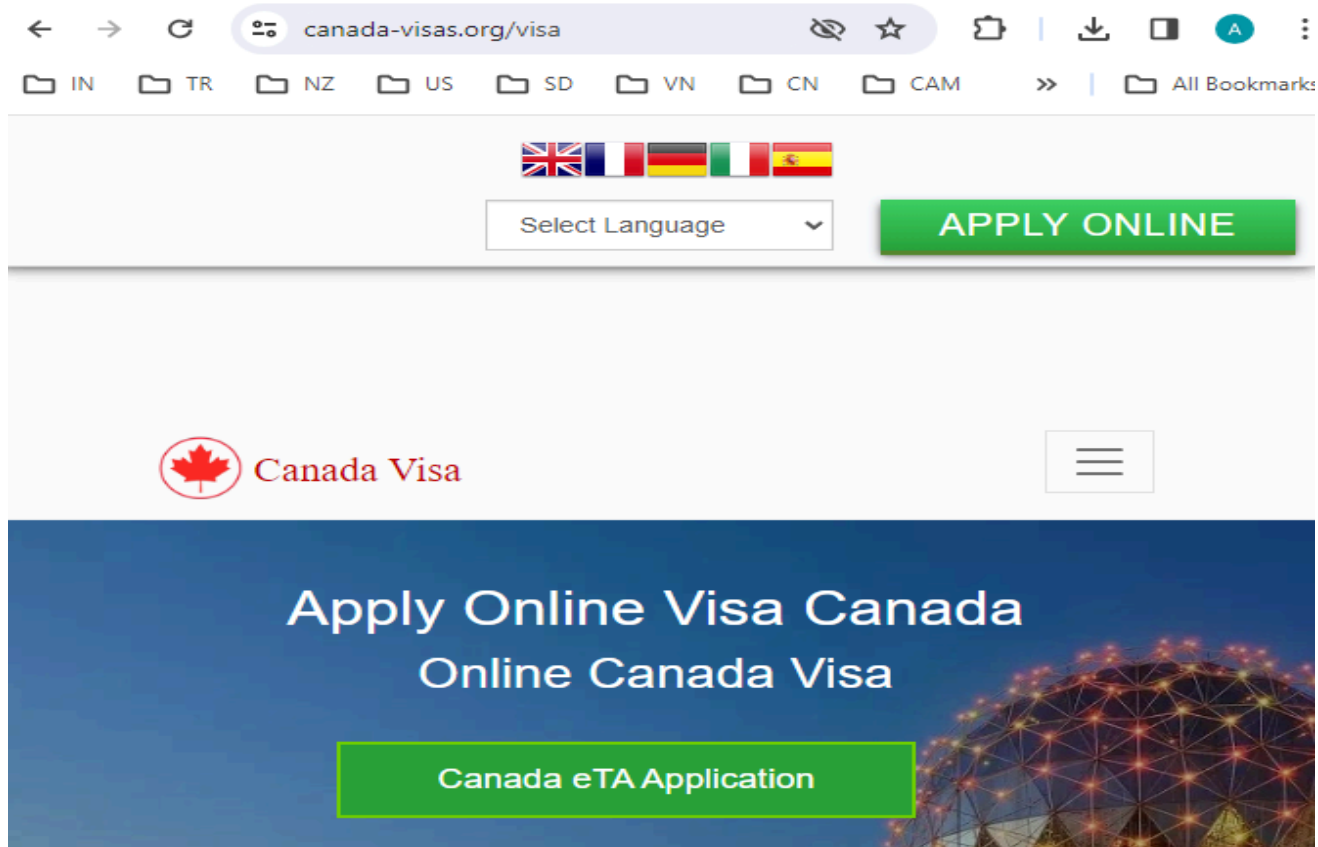 canada-visas.org/visa
A
IN TR NZ US SD VN CN CAM » All Bookmarks
Select Language
APPLY ONLINE
Canada Visa
Apply Online Visa Canada
Online Canada Visa
Canada eTA Application